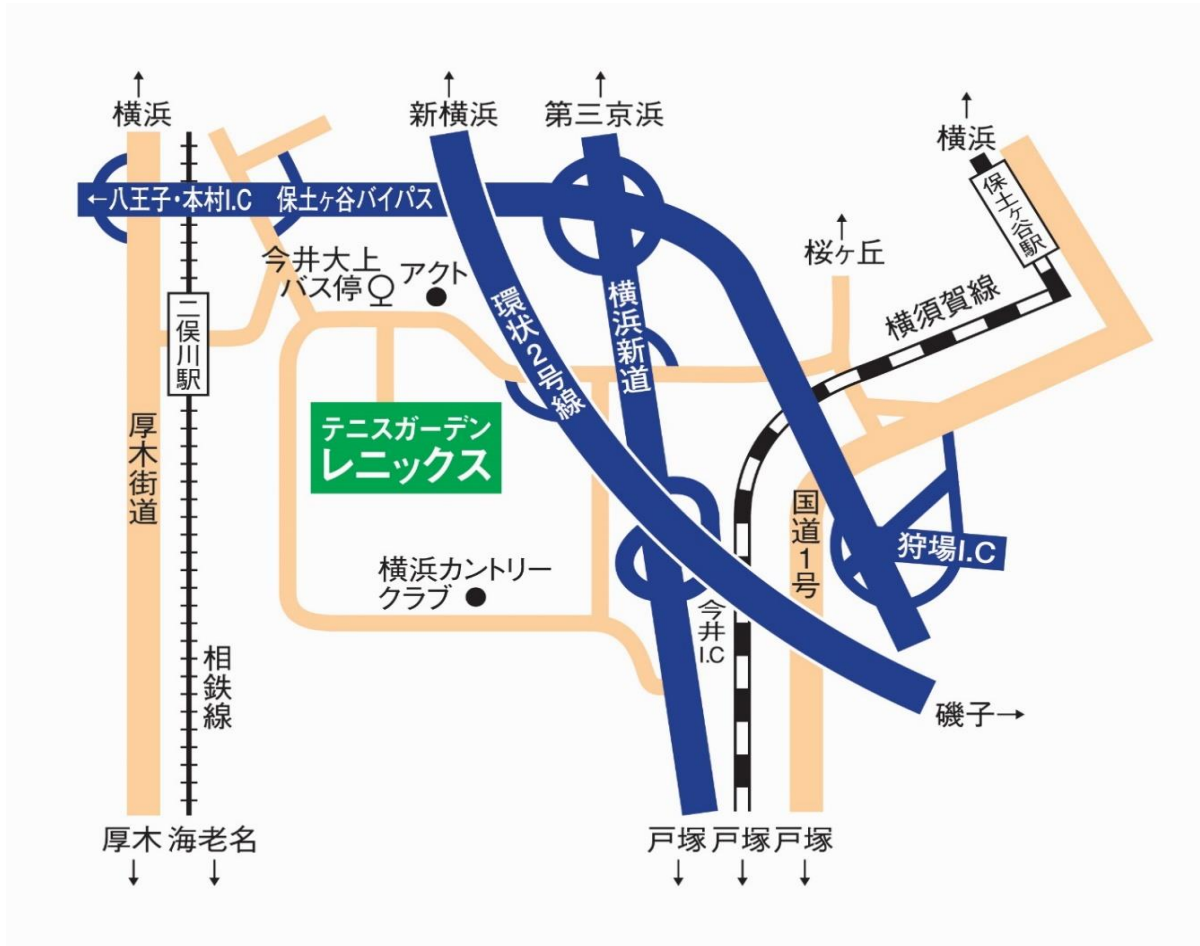 横浜
新横浜
第三京浜
横浜
←八王子・本村I.C 保土ヶ谷バイパス
保土ヶ谷駅
桜ヶ丘
今井大上
バス停
アクト
環状2号線
横浜新道
横須賀線
二俣川駅
厚木街道
テニスガーデン
レニックス
国道1号
狩場I.C
横浜カントリー
クラブ
今井
I.C
相鉄線
磯子→
厚木
海老名
戸塚
戸塚
戸塚